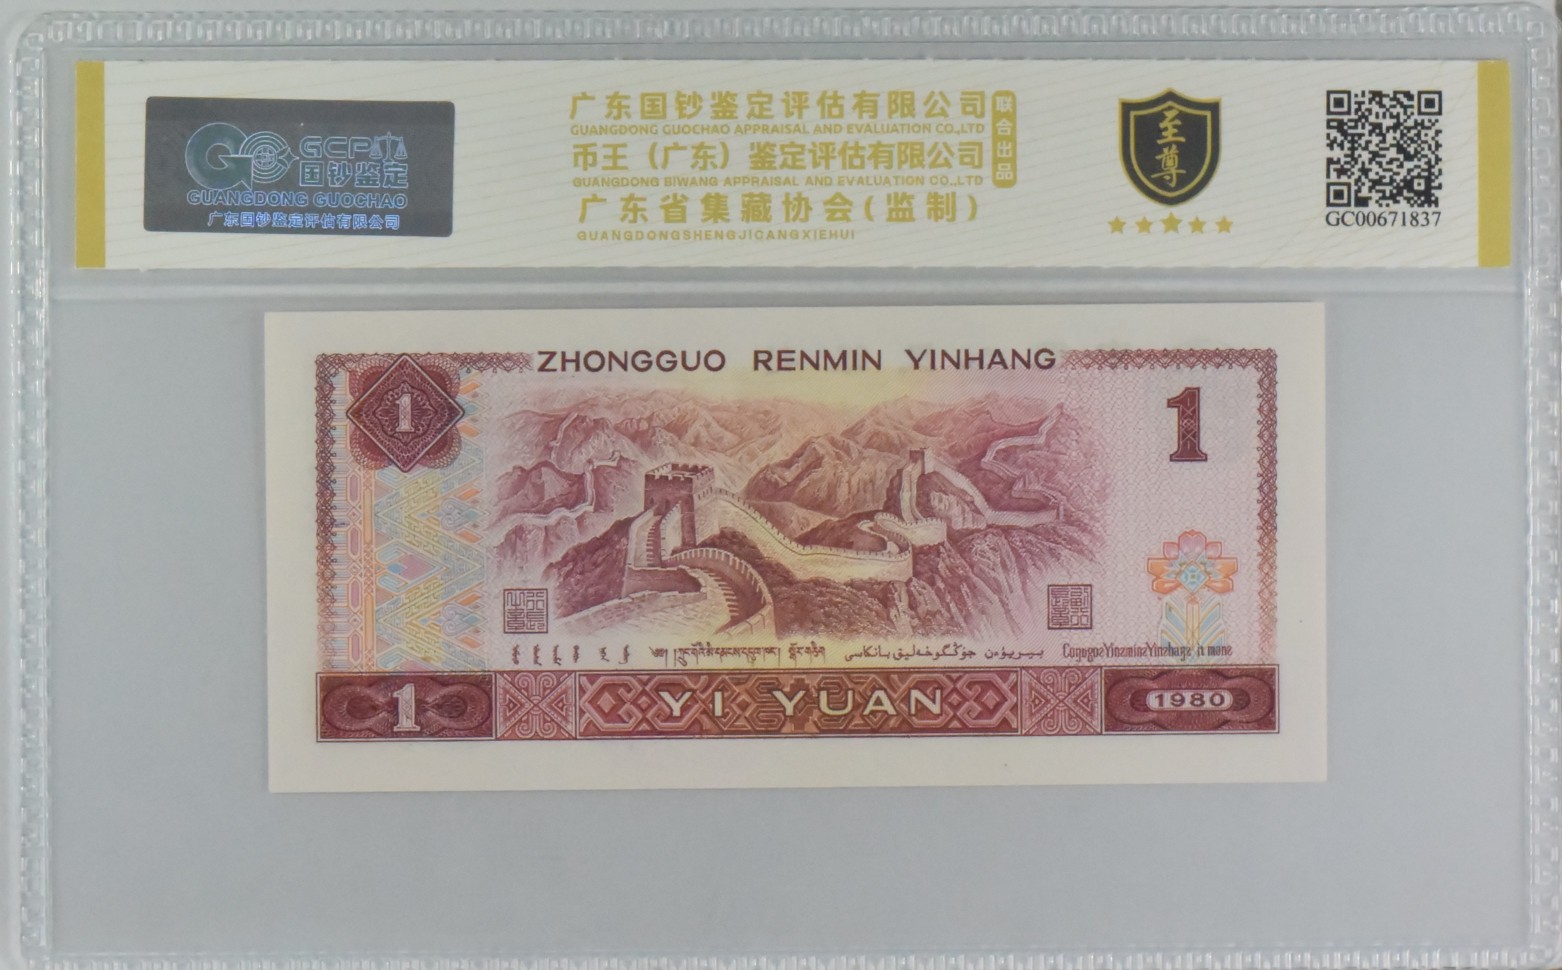 GCP
国钞鉴定
GUANGDONG GUOCHAO
广东国钞鉴定评估有限公司
广东国钞鉴定评估有限公司
GUANGDONG GUOCHAO APPRAISAL AND EVALUATION CO.,LTD
币王（广东）鉴定评估有限公司
GUANGDONG BIWANG APPRAISAL AND EVALUATION CO.,LTD
广东省集藏协会(监制)
GUANGDONGSHENGJICANGXIEHUI
联合出品
至尊
GC00671837
ZHONGGUO RENMIN YINHANG
1
1
1
YI YUAN
1980